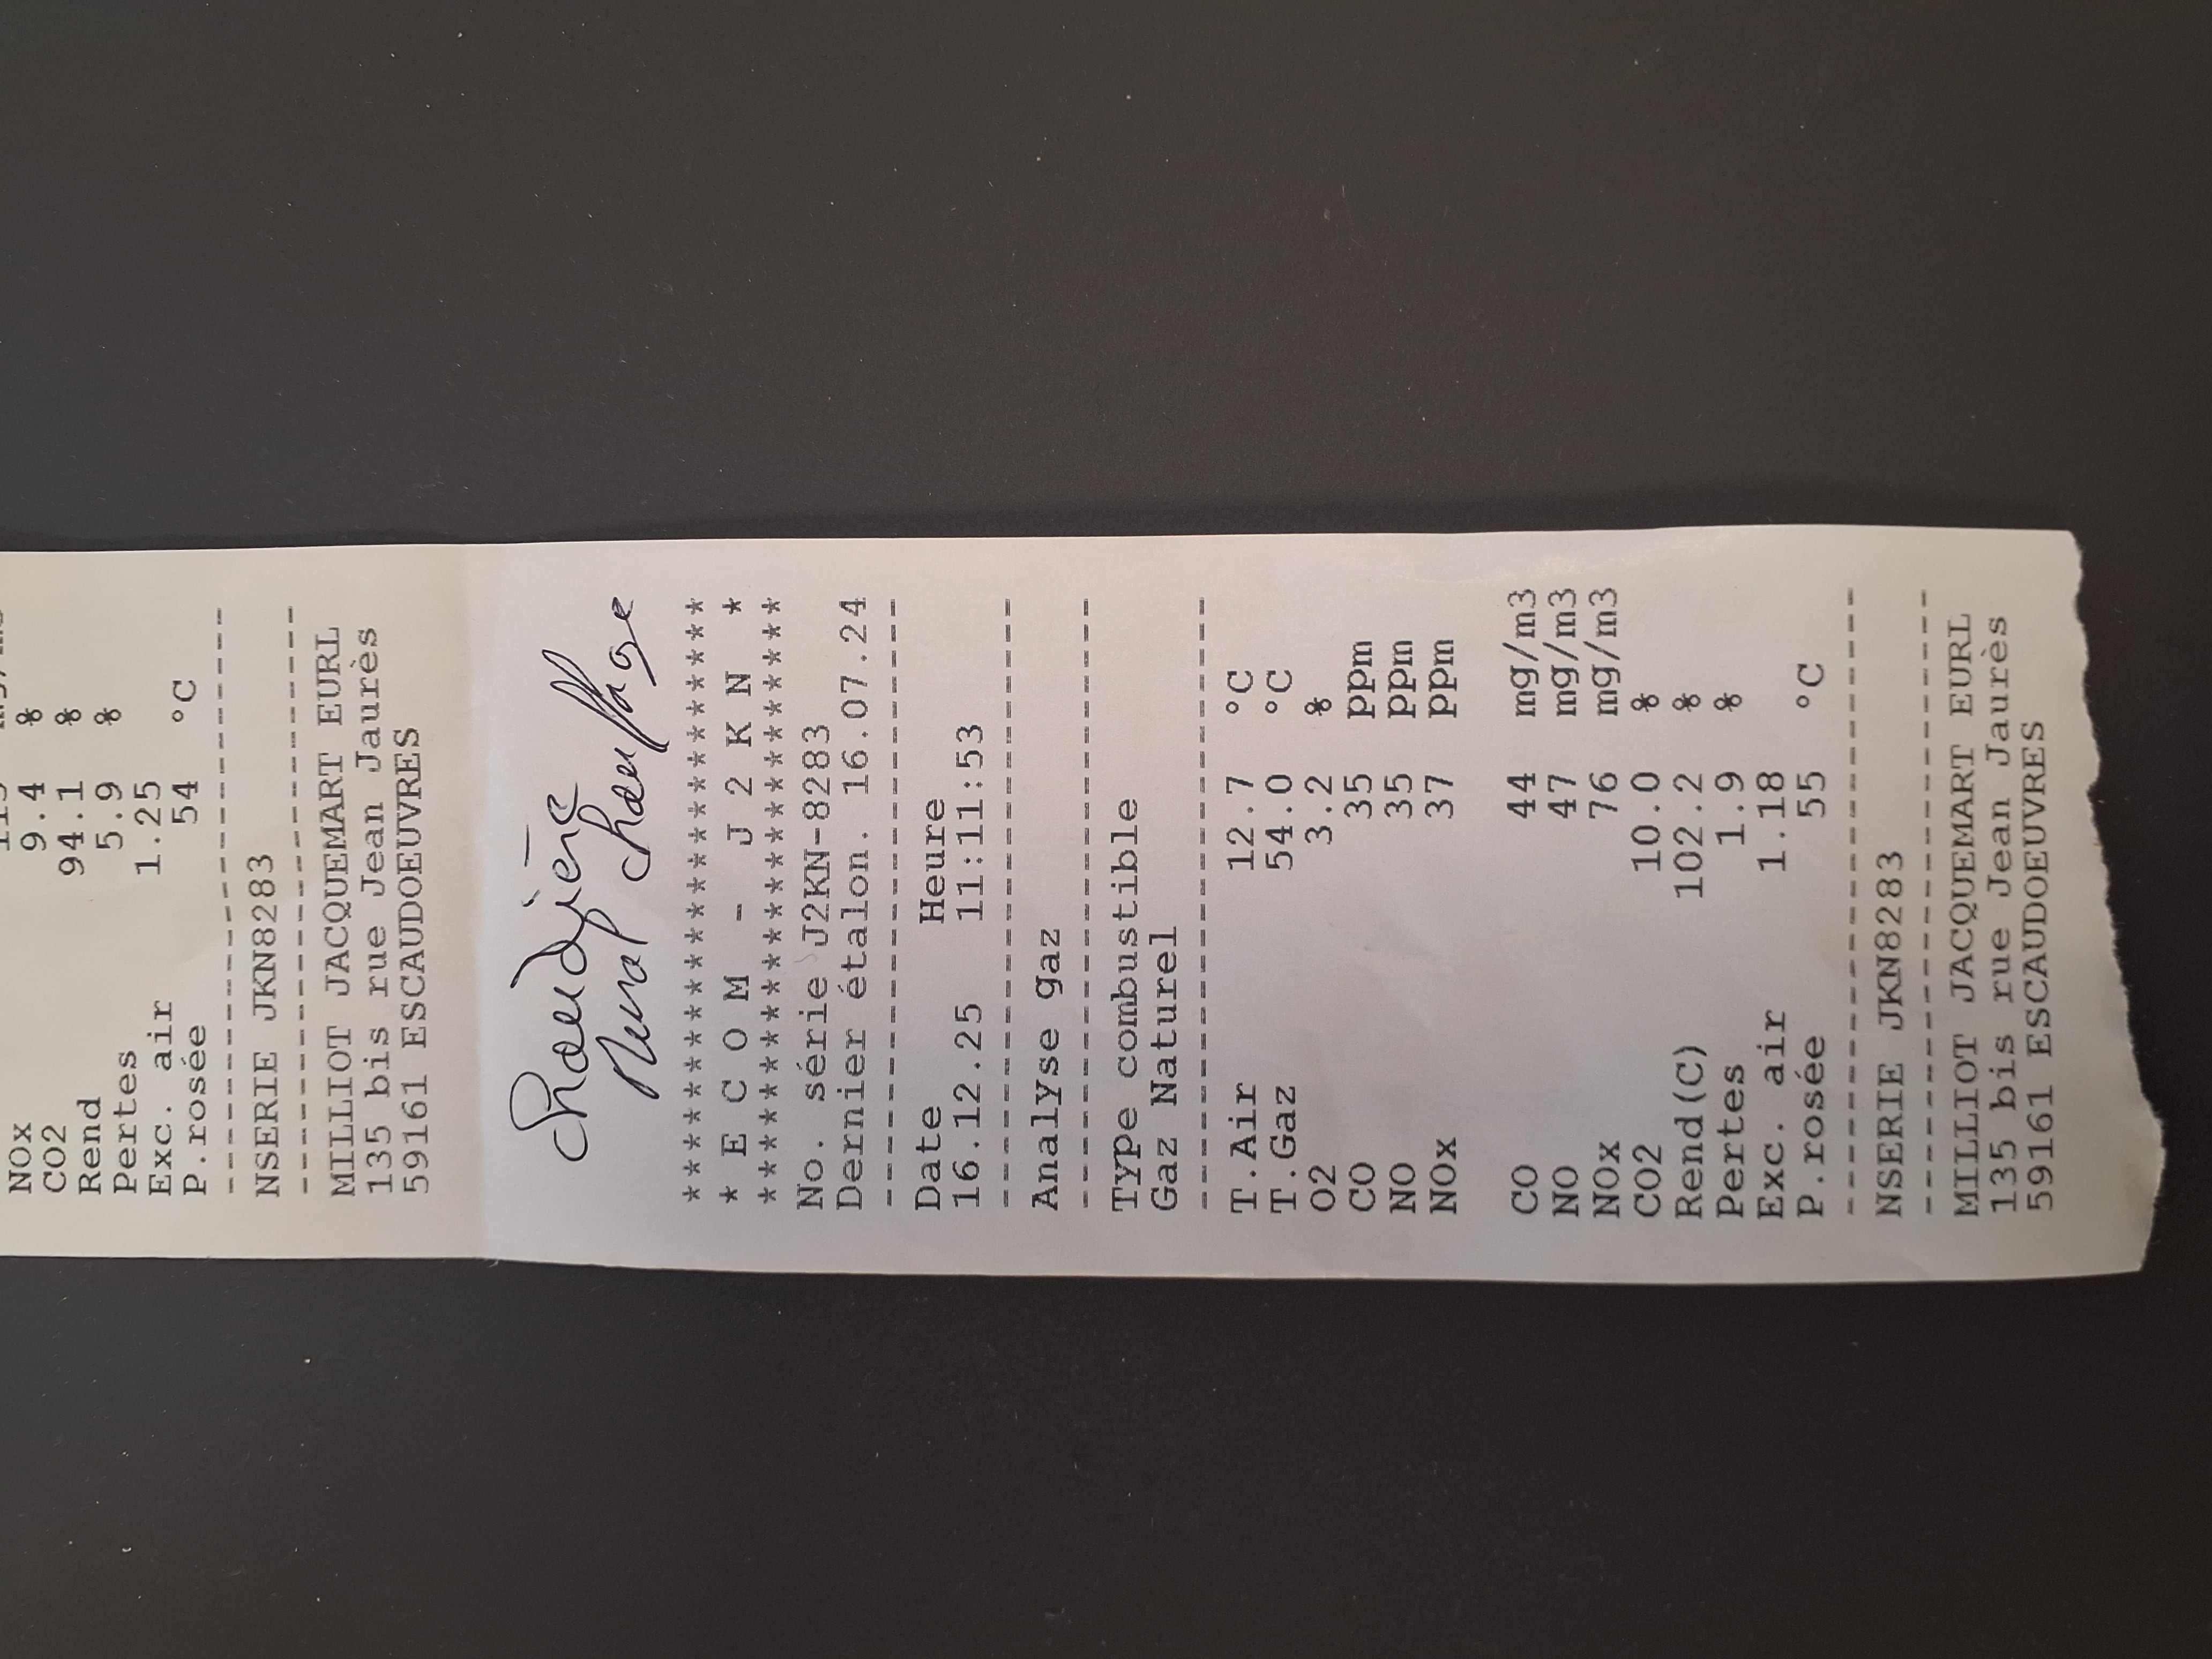 NOx
CO2 9.4 %
Rend 94.1 %
Pertes 5.9 %
Exc. air 1.25
P.rosée 54 °C
--------------------
NSERIE JKN8283
--------------------
MILLIOT JACQUEMART EURL
135 bis rue Jean Jaurès
59161 ESCAUDOEUVRES
Chaudière
Mural chauffage
************************
* E C O M - J 2 K N *
************************
No. série J2KN-8283
Dernier étalon. 16.07.24
------------------------
Date Heure
16.12.25 11:11:53
------------------------
Analyse gaz
------------------------
Type combustible
Gaz Naturel
------------------------
T.Air 12.7 °C
T.Gaz 54.0 °C
O2 3.2 %
CO 35 ppm
NO 35 ppm
NOx 37 ppm
CO 44 mg/m3
NO 47 mg/m3
NOx 76 mg/m3
CO2 10.0 %
Rend(C) 102.2 %
Pertes 1.9 %
Exc. air 1.18
P.rosée 55 °C
------------------------
NSERIE JKN8283
------------------------
MILLIOT JACQUEMART EURL
135 bis rue Jean Jaurès
59161 ESCAUDOEUVRES